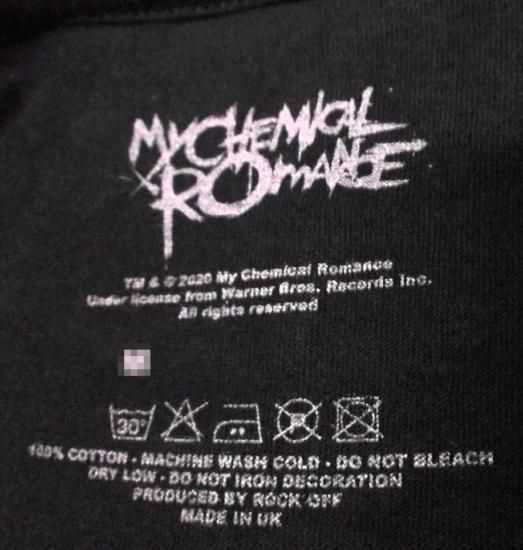 MY CHEMICAL
ROMANCE
TM & © 2020 My Chemical Romance
Under license from Warner Bros. Records Inc.
All rights reserved
30°
100% COTTON - MACHINE WASH COLD - DO NOT BLEACH
DRY LOW - DO NOT IRON DECORATION
PRODUCED BY ROCK OFF
MADE IN UK